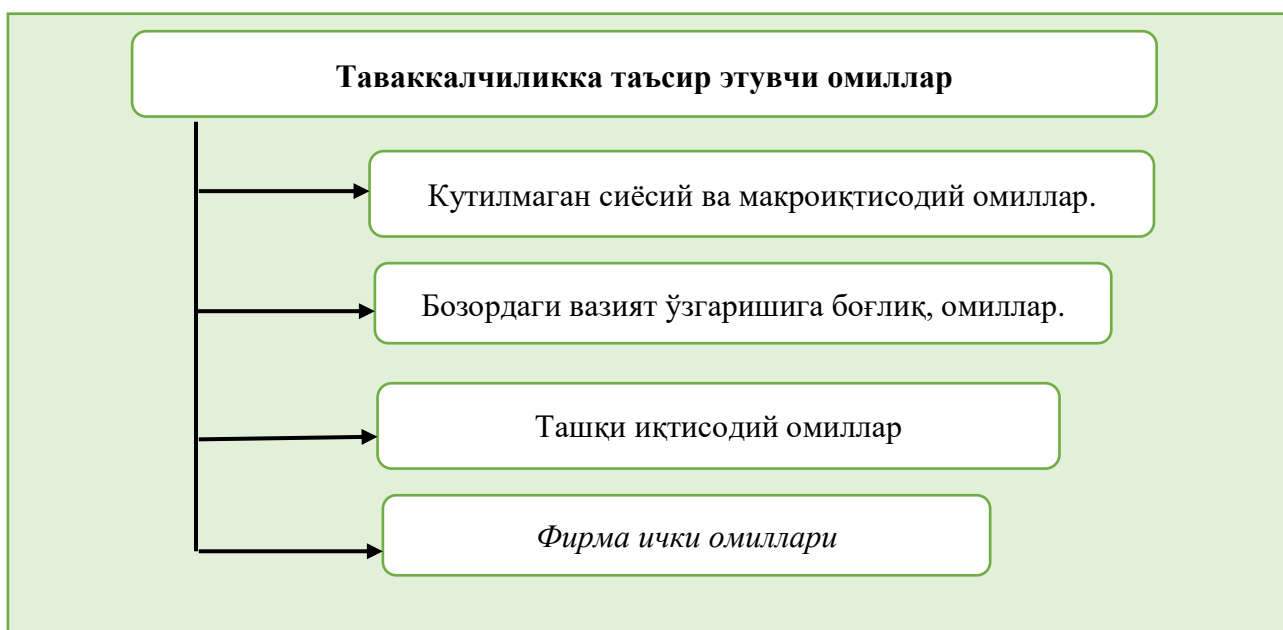 Таваккалчиликка таъсир этувчи омиллар
Кутилмаган сиёсий ва макроиқтисодий омиллар.
Бозордаги вазият ўзгаришига боғлиқ, омиллар.
Ташқи иқтисодий омиллар
Фирма ички омиллари